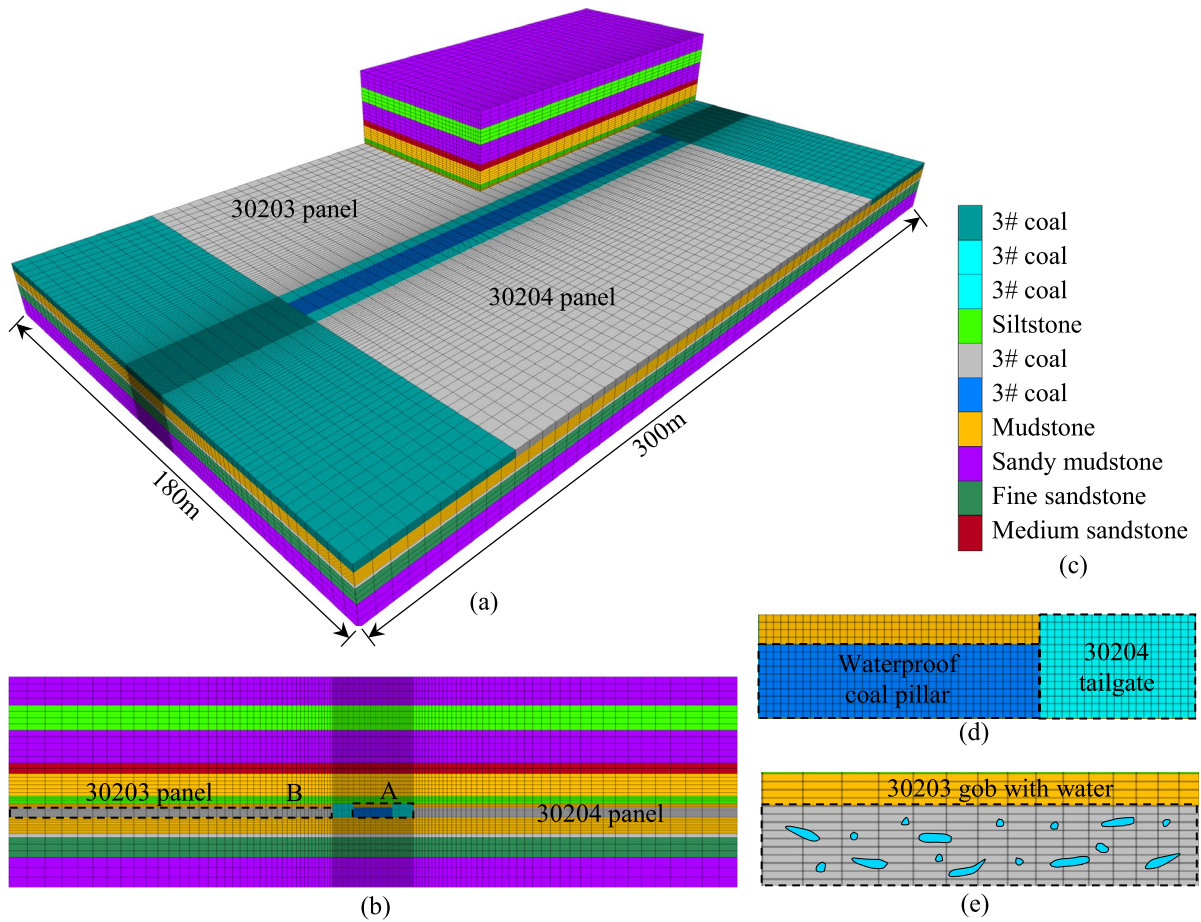 30203 panel
30204 panel
180m
300m
(a)
3# coal
3# coal
3# coal
Siltstone
3# coal
3# coal
Mudstone
Sandy mudstone
Fine sandstone
Medium sandstone
(c)
30203 panel
B
A
30204 panel
(b)
Waterproof
coal pillar
30204
tailgate
(d)
30203 gob with water
(e)